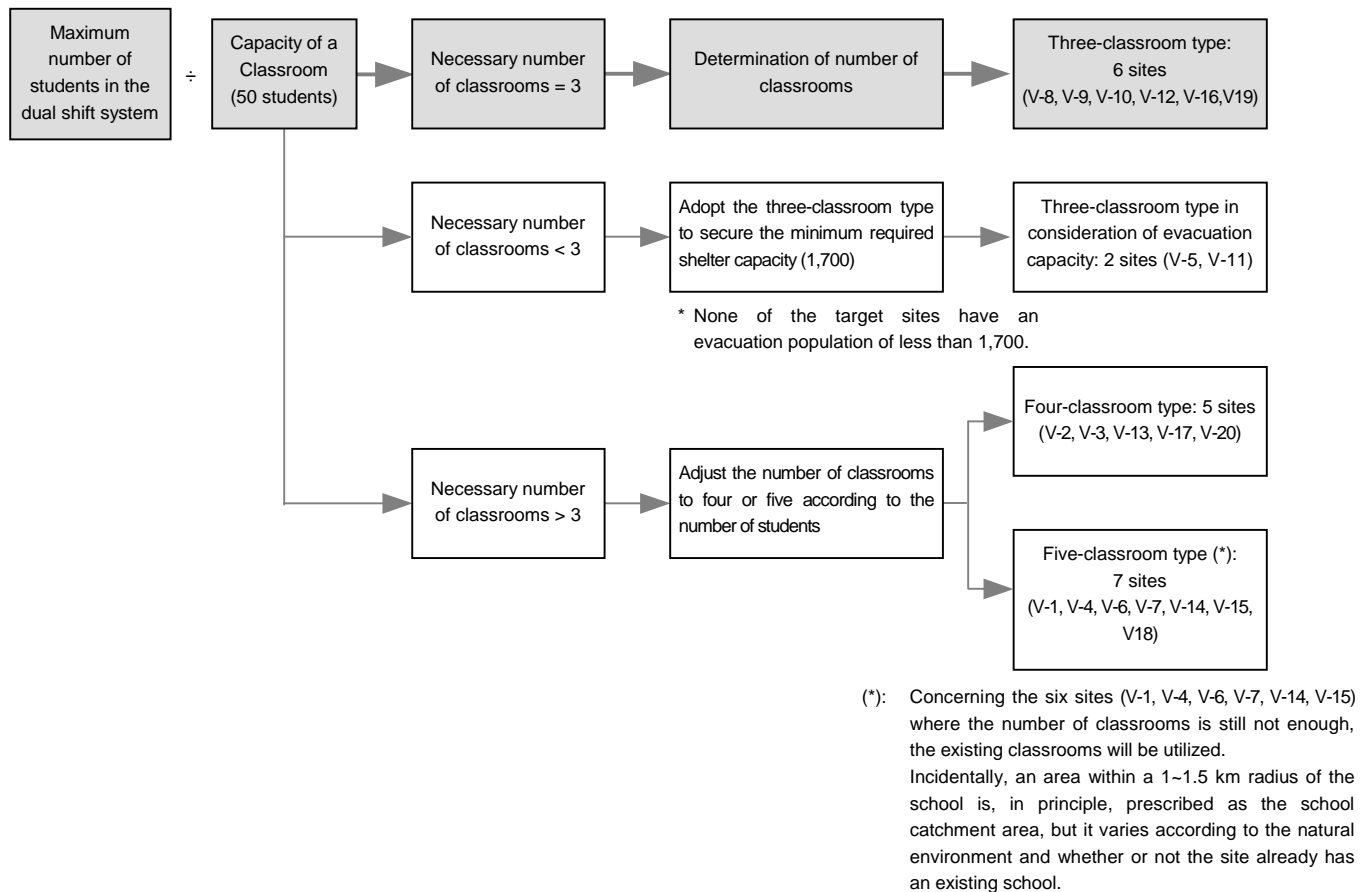 Maximum
number of
students in the
dual shift system
÷
Capacity of a
Classroom
(50 students)
Necessary number
of classrooms = 3
Determination of number of
classrooms
Three-classroom type:
6 sites
(V-8, V-9, V-10, V-12, V-16,V19)
Necessary number
of classrooms < 3
Adopt the three-classroom type
to secure the minimum required
shelter capacity (1,700)
Three-classroom type in
consideration of evacuation
capacity: 2 sites (V-5, V-11)
* None of the target sites have an
evacuation population of less than 1,700.
Necessary number
of classrooms > 3
Adjust the number of classrooms
to four or five according to the
number of students
Four-classroom type: 5 sites
(V-2, V-3, V-13, V-17, V-20)
Five-classroom type (*):
7 sites
(V-1, V-4, V-6, V-7, V-14, V-15,
V18)
(*): Concerning the six sites (V-1, V-4, V-6, V-7, V-14, V-15)
where the number of classrooms is still not enough,
the existing classrooms will be utilized.
Incidentally, an area within a 1~1.5 km radius of the
school is, in principle, prescribed as the school
catchment area, but it varies according to the natural
environment and whether or not the site already has
an existing school.